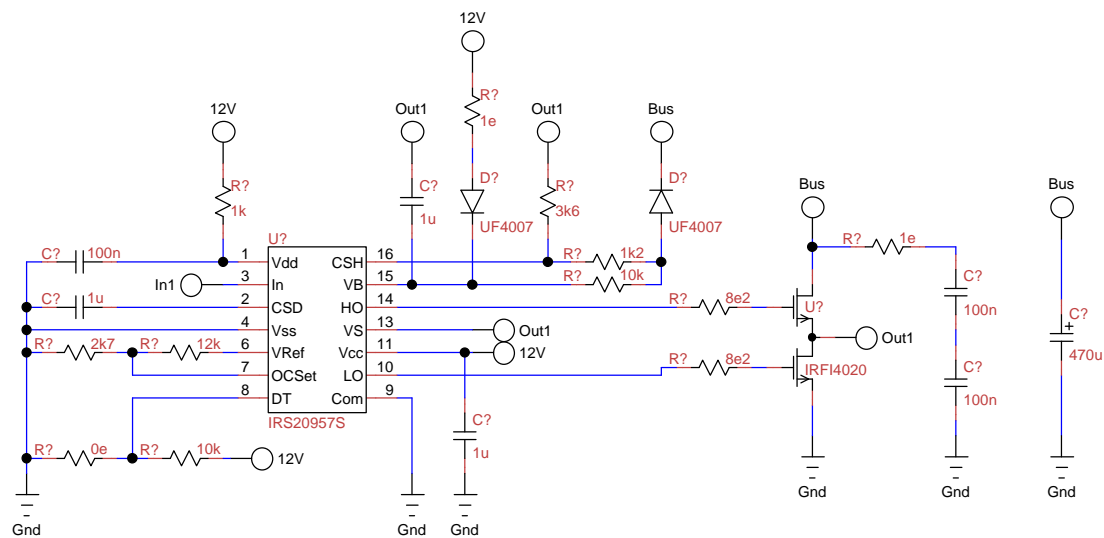 12V
R?
1e
12V
Out1
Out1
Bus
R?
1k
C?
1u
D?
UF4007
R?
3k6
D?
UF4007
Bus
Bus
C? 100n
U?
1 Vdd CSH 16
R? 1k2
R? 1e
In1
3 In VB 15
R? 10k
C?
100n
C? 1u
2 CSD HO 14
R? 8e2
U?
4 Vss VS 13
Out1
C?
+
470u
R? 2k7 R? 12k
6 VRef Vcc 11
12V
Out1
7 OCSet LO 10
R? 8e2
IRFI4020
C?
100n
8 DT Com 9
IRS20957S
C?
1u
R? 0e R? 10k
12V
Gnd
Gnd
Gnd
Gnd
Gnd
Gnd